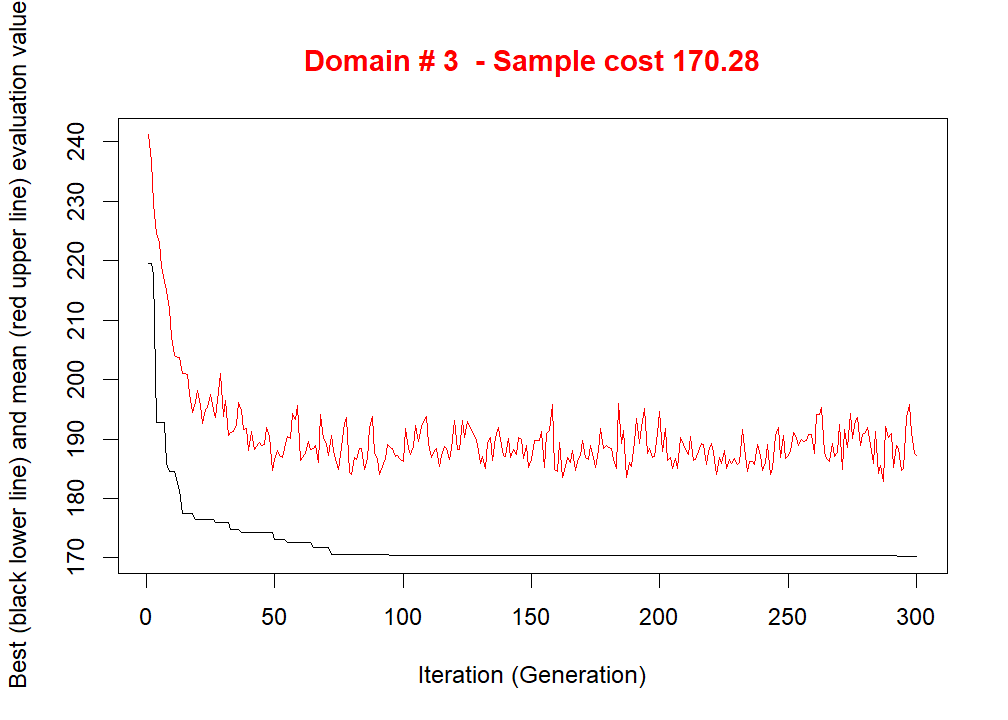 Domain # 3  - Sample cost 170.28
Best (black lower line) and mean (red upper line) evaluation value
240
230
220
210
200
190
180
170
0 50 100 150 200 250 300
Iteration (Generation)